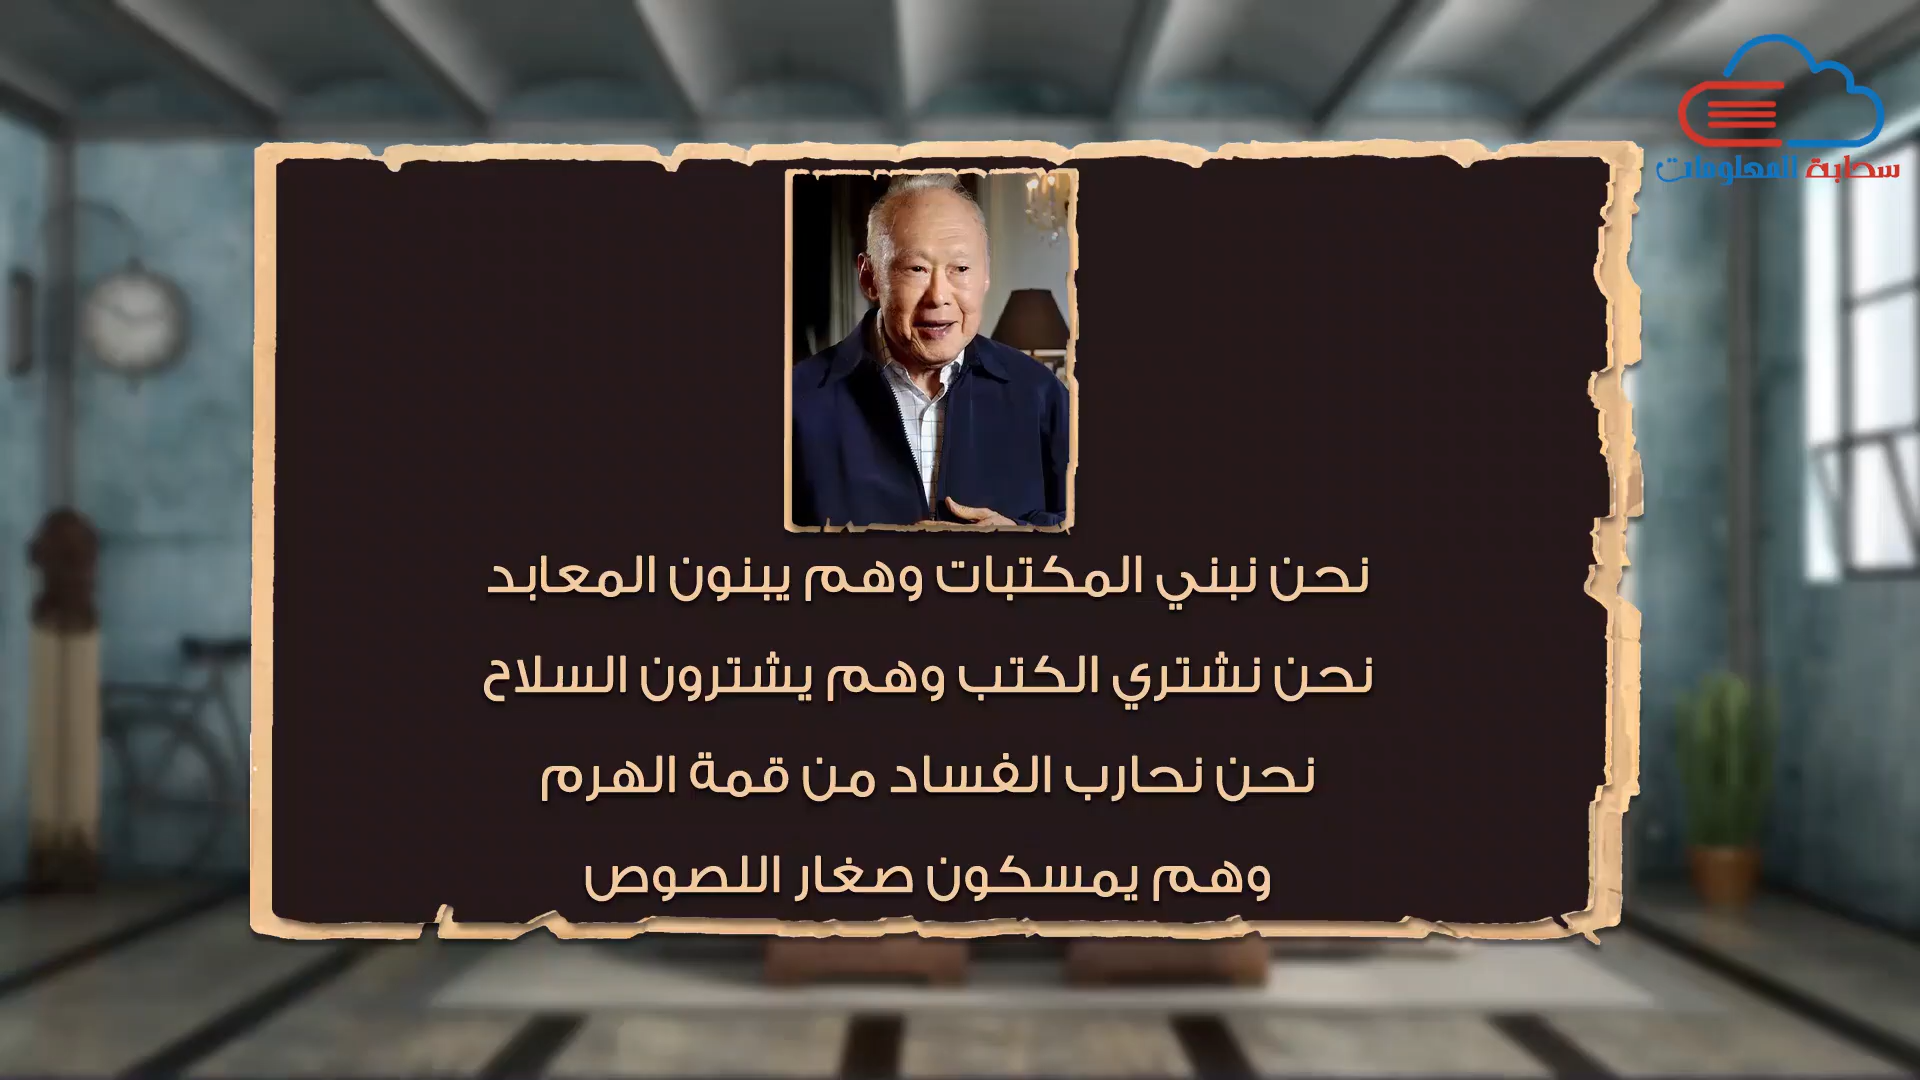 سحابة المعلومات
نحن نبني المكتبات وهم يبنون المعابد
نحن نشتري الكتب وهم يشترون السلاح
نحن نحارب الفساد من قمة الهرم
وهم يمسكون صغار اللصوص